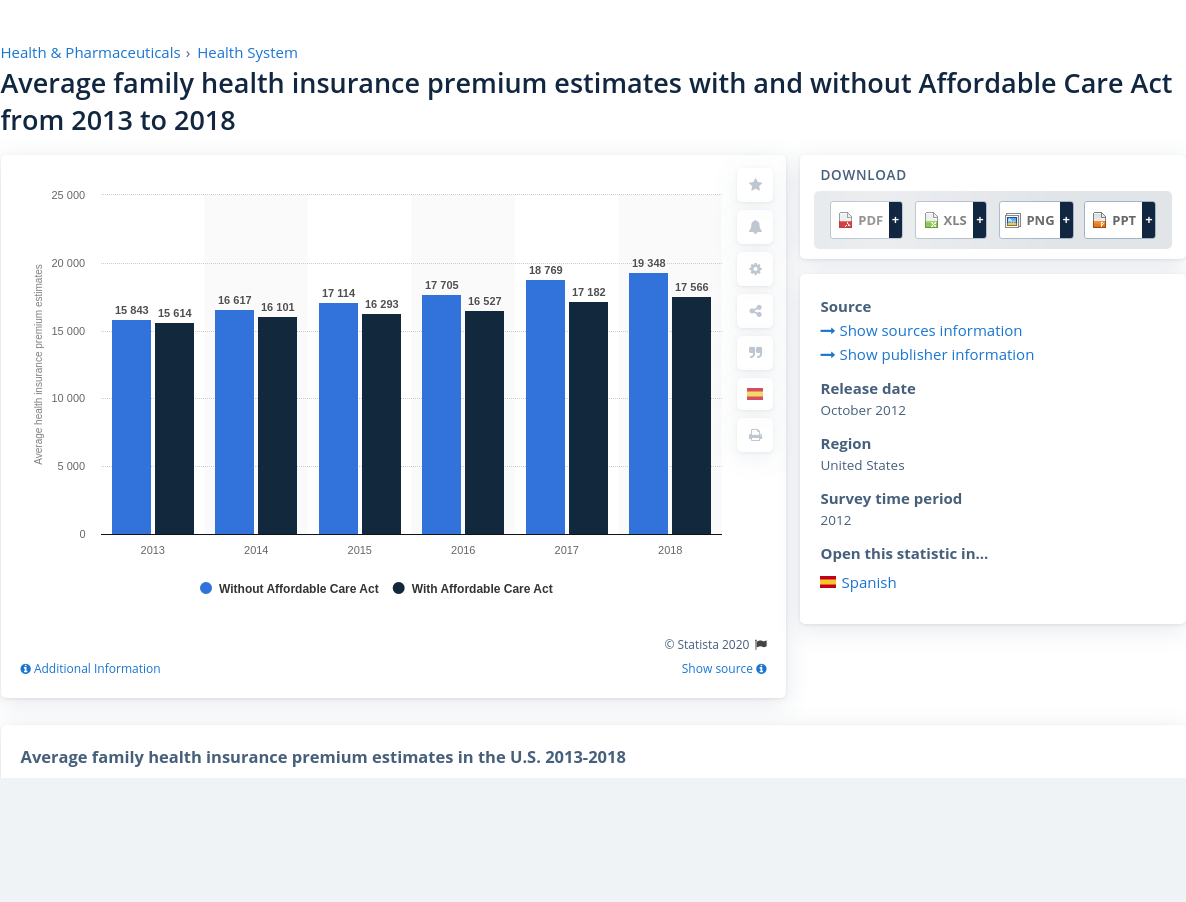 Health & Pharmaceuticals › Health System
Average family health insurance premium estimates with and without Affordable Care Act
from 2013 to 2018
25 000
20 000
15 000
10 000
5 000
0
Average health insurance premium estimates
15 843 15 614
16 617 16 101
17 114 16 293
17 705 16 527
18 769 17 182
19 348 17 566
2013 2014 2015 2016 2017 2018
Without Affordable Care Act With Affordable Care Act
© Statista 2020
Additional Information Show source
DOWNLOAD
PDF + XLS + PNG + PPT +
Source
Show sources information
Show publisher information
Release date
October 2012
Region
United States
Survey time period
2012
Open this statistic in...
Spanish
Average family health insurance premium estimates in the U.S. 2013-2018